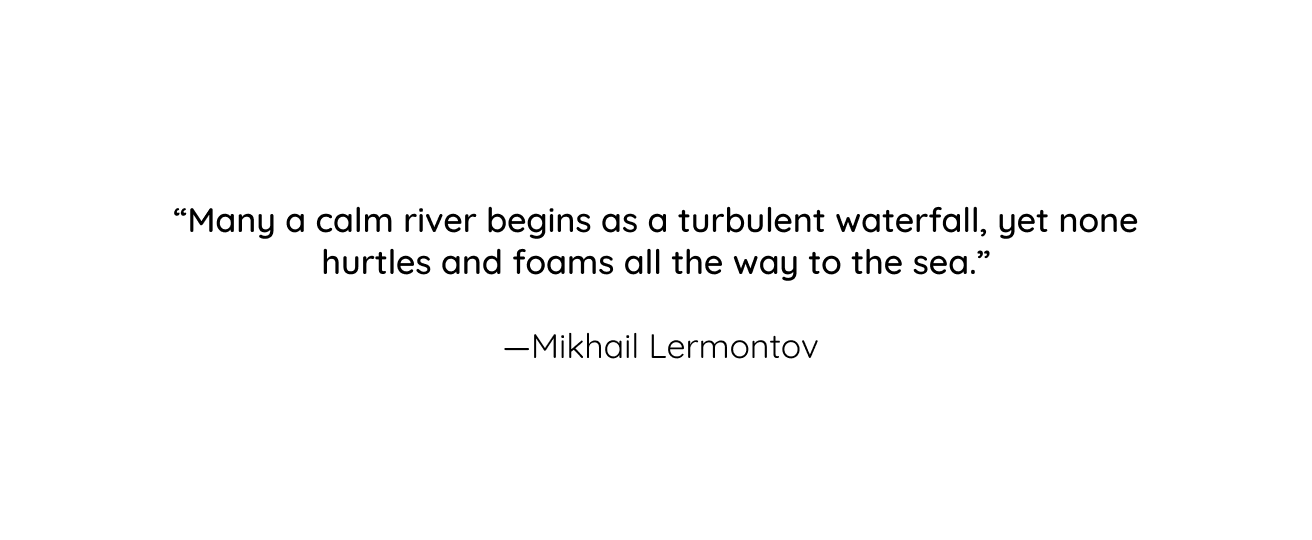 “Many a calm river begins as a turbulent waterfall, yet none
hurtles and foams all the way to the sea.”
—Mikhail Lermontov